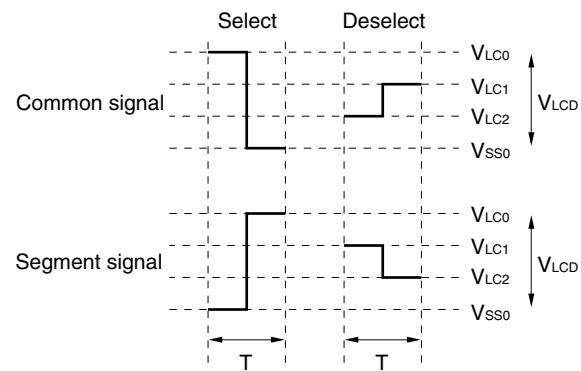 Select Deselect
VLC0
VLC1
Common signal VLCD
VLC2
VSS0
VLC0
VLC1
Segment signal VLCD
VLC2
VSS0
T T